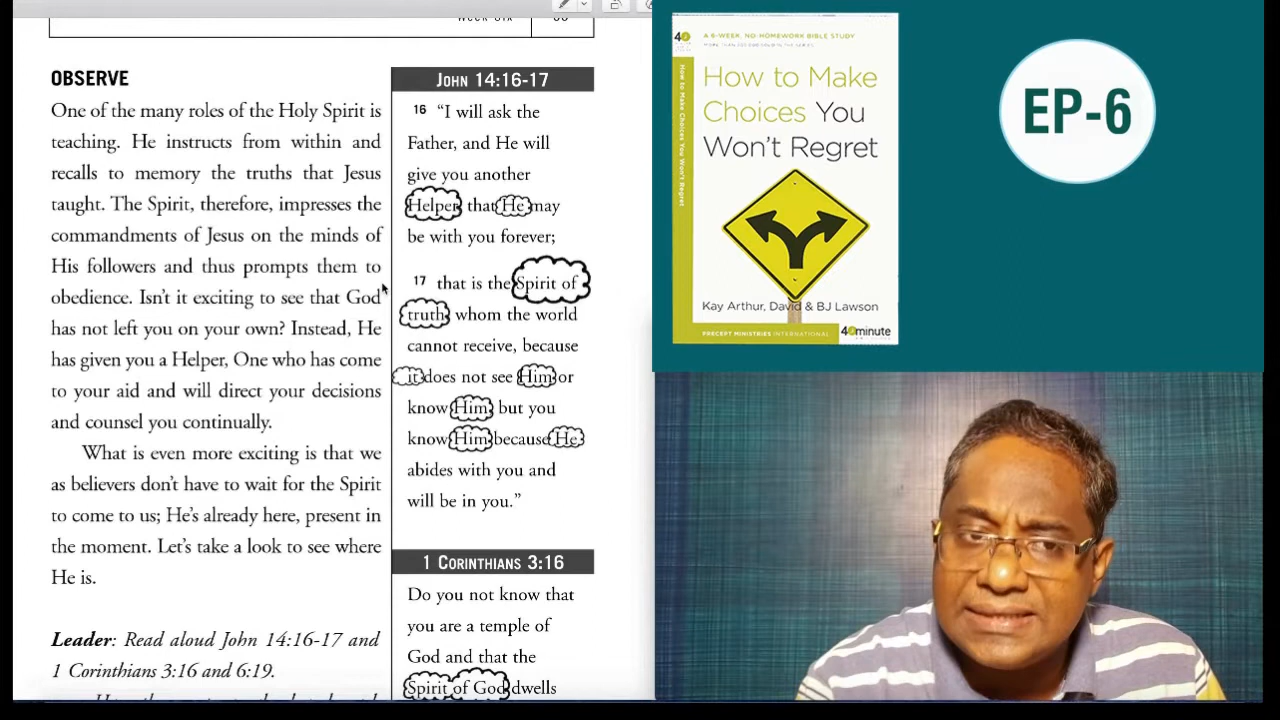 WEEK SIX
OBSERVE
One of the many roles of the Holy Spirit is
teaching. He instructs from within and
recalls to memory the truths that Jesus
taught. The Spirit, therefore, impresses the
commandments of Jesus on the minds of
His followers and thus prompts them to
obedience. Isn't it exciting to see that God
has not left you on your own? Instead, He
has given you a Helper, One who has come
to your aid and will direct your decisions
and counsel you continually.
What is even more exciting is that we
as believers don't have to wait for the Spirit
to come to us; He's already here, present in
the moment. Let's take a look to see where
He is.
Leader: Read aloud John 14:16-17 and
1 Corinthians 3:16 and 6:19.
JOHN 14:16-17
16 “I will ask the
Father, and He will
give you another
Helper, that He may
be with you forever;
17 that is the Spirit of
truth, whom the world
cannot receive, because
it does not see Him or
know Him, but you
know Him because He
abides with you and
will be in you.”
1 CORINTHIANS 3:16
Do you not know that
you are a temple of
God and that the
Spirit of God dwells
40
A 6-WEEK, NO-HOMEWORK BIBLE STUDY
How to Make Choices You Won't Regret
How to Make
Choices You
Won't Regret
Kay Arthur, David & BJ Lawson
PRECEPT MINISTRIES INTERNATIONAL
40 minute
EP-6